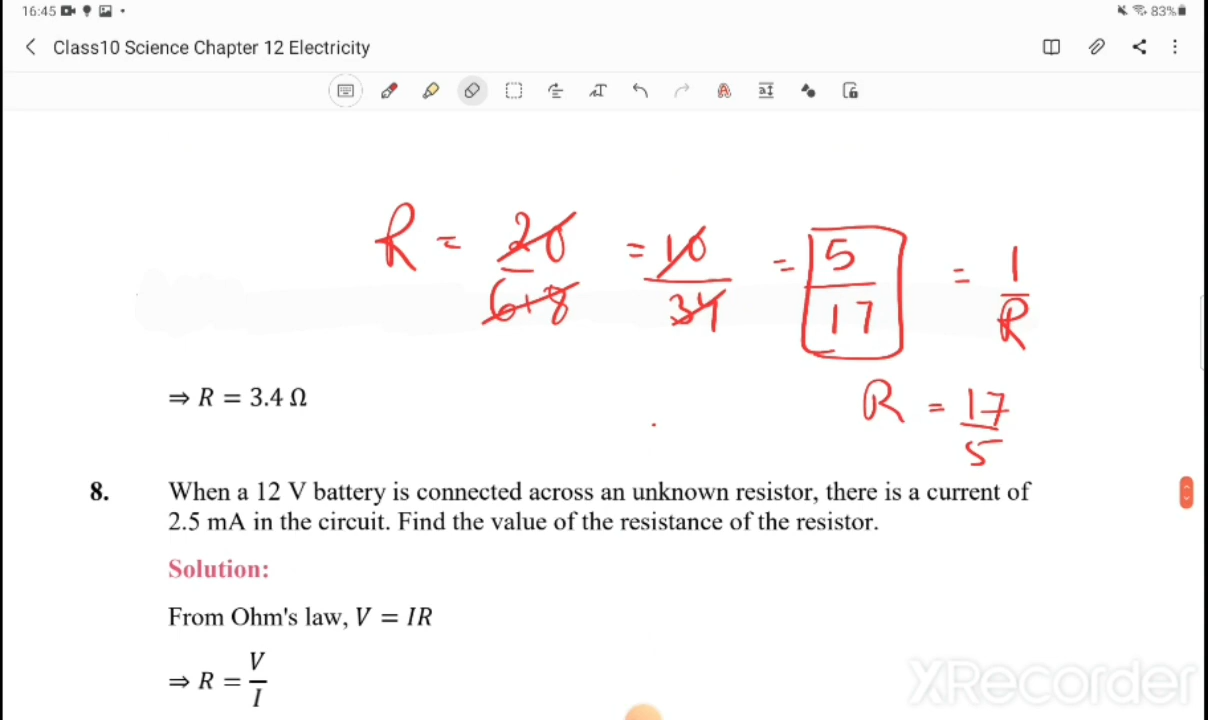 16:45
83%
Class10 Science Chapter 12 Electricity
R = 20/6+8 = 10/34 = 5/17 = 1/R
⇒ R = 3.4 Ω
R = 17/5
8. When a 12 V battery is connected across an unknown resistor, there is a current of
2.5 mA in the circuit. Find the value of the resistance of the resistor.
Solution:
From Ohm's law, V = IR
⇒ R = V/I
XRecorder